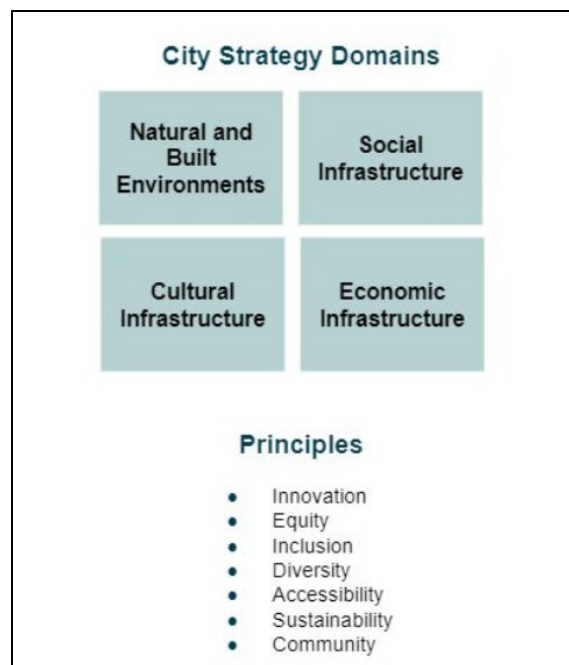 City Strategy Domains
Natural and
Built
Environments
Social
Infrastructure
Cultural
Infrastructure
Economic
Infrastructure
Principles
● Innovation
● Equity
● Inclusion
● Diversity
● Accessibility
● Sustainability
● Community